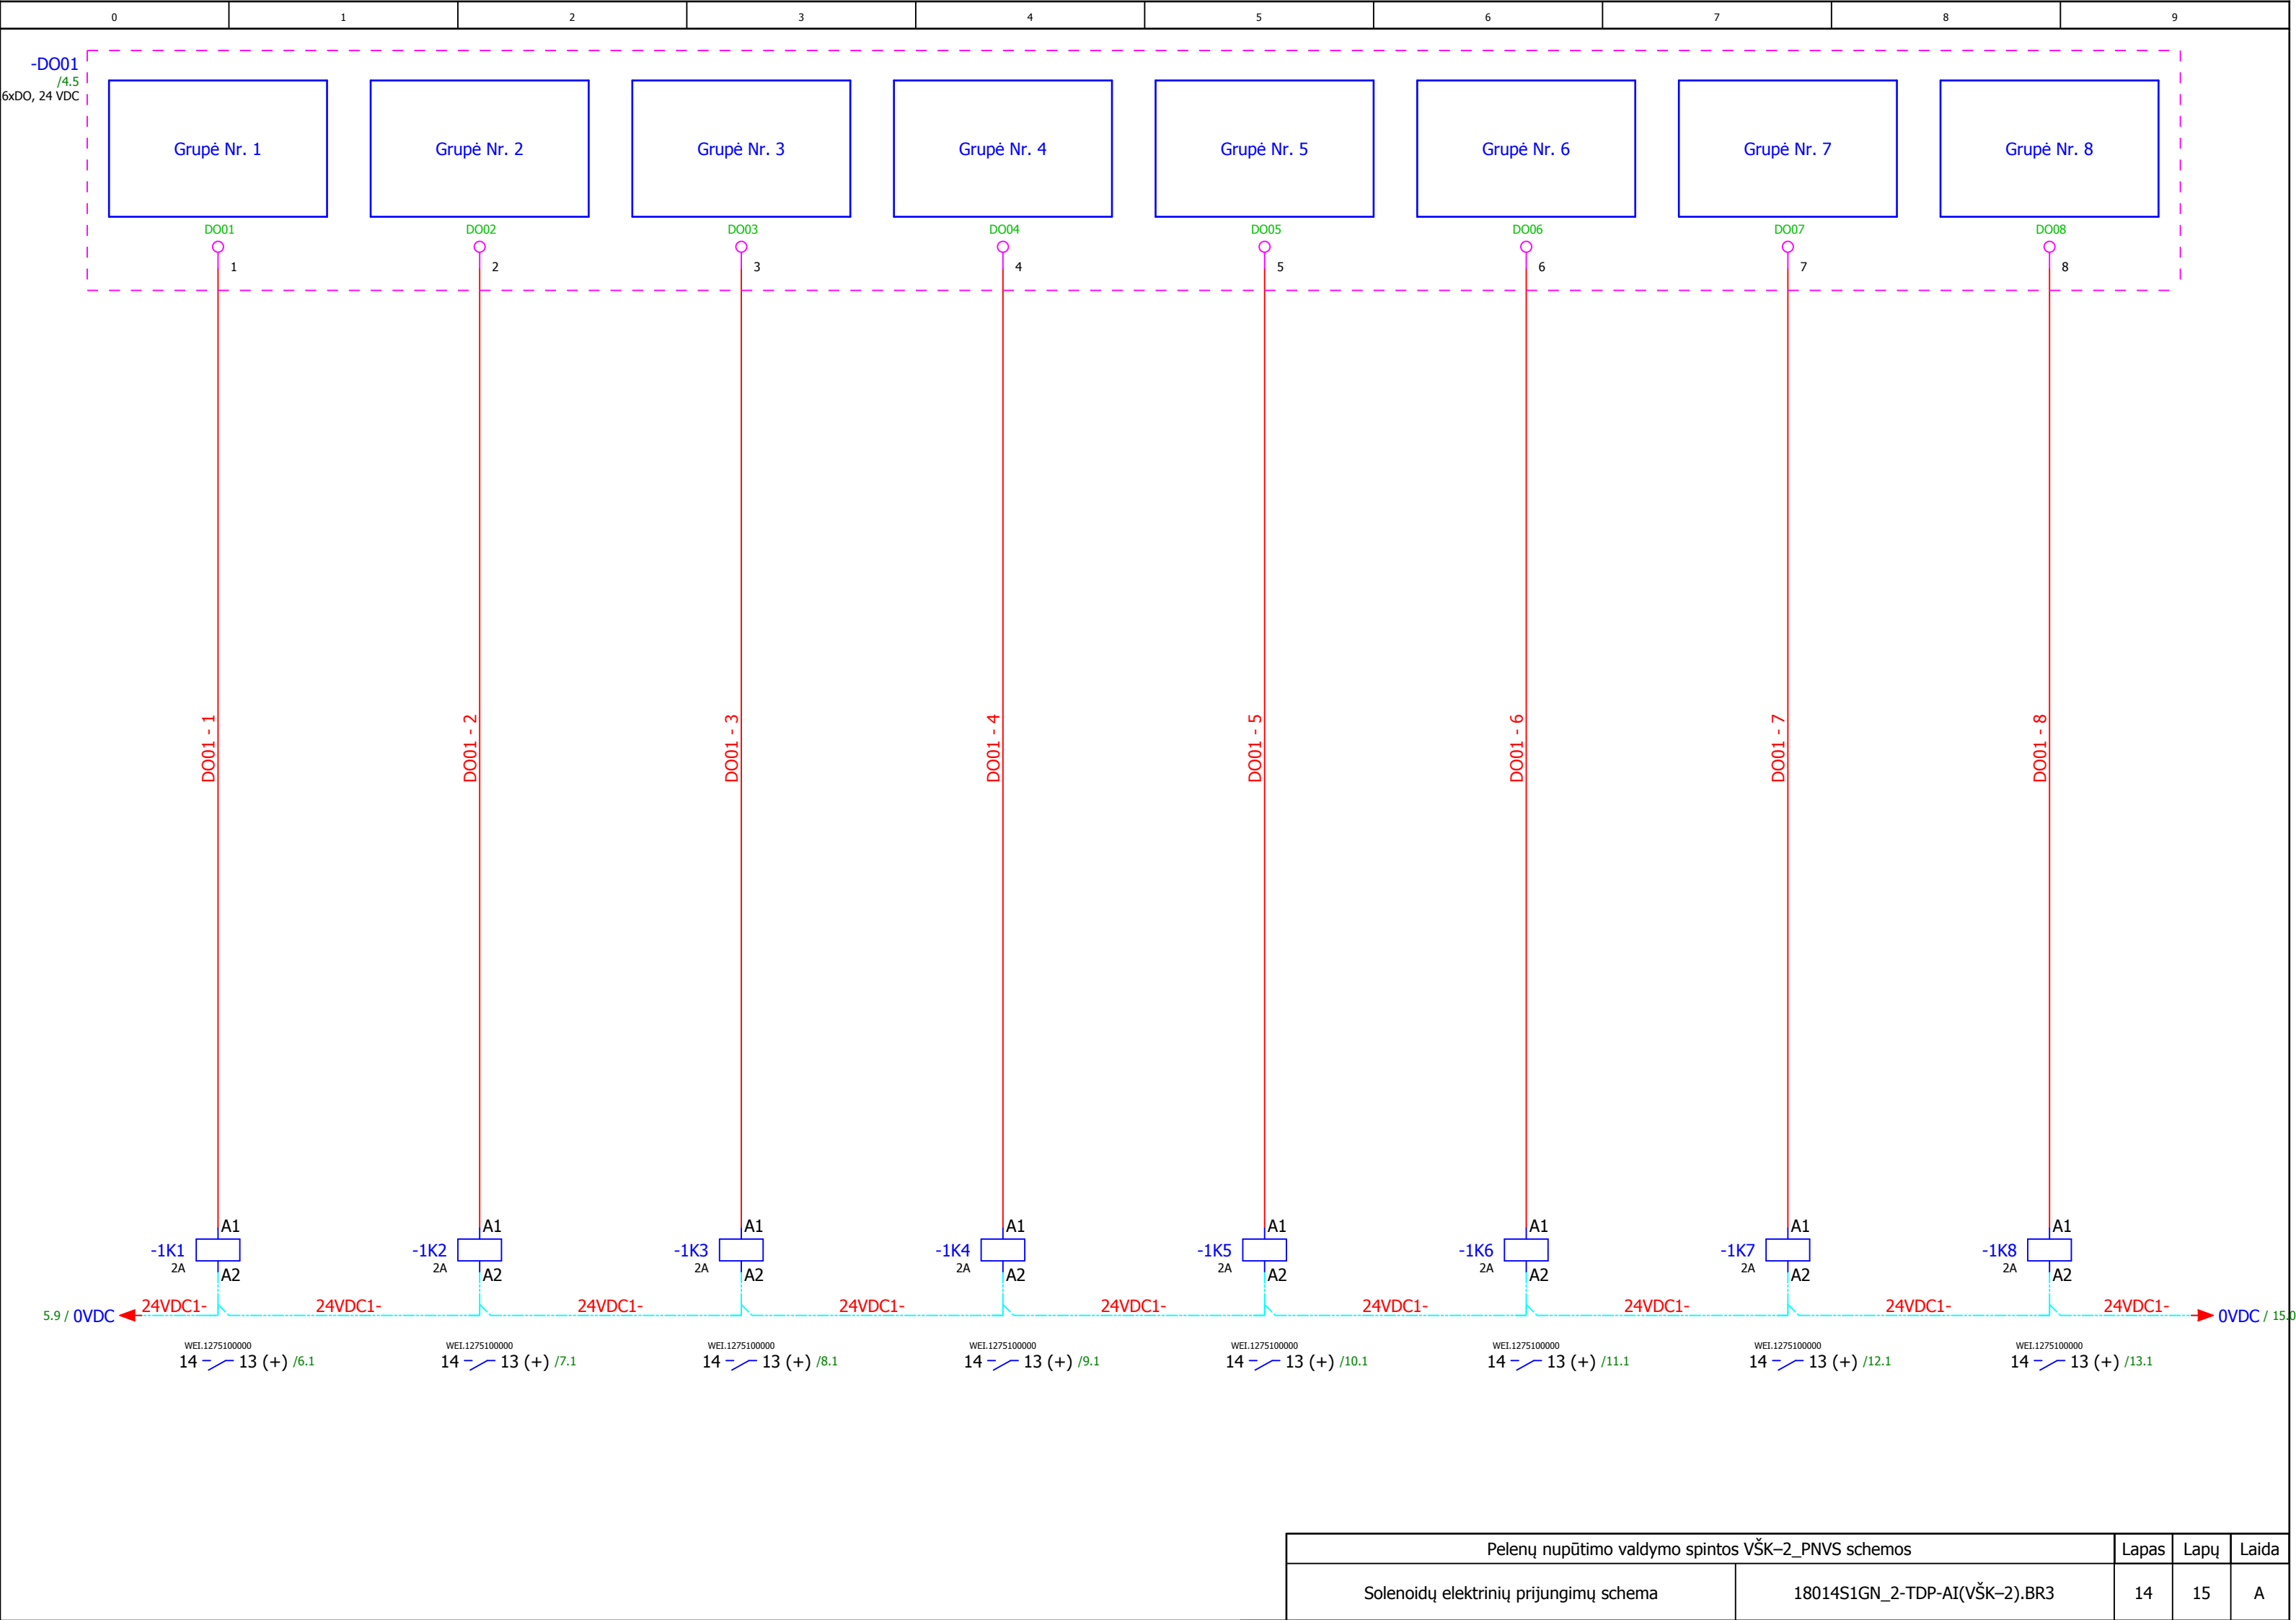 0 1 2 3 4 5 6 7 8 9
-DO01
/4.5
6xDO, 24 VDC
Grupė Nr. 1 Grupė Nr. 2 Grupė Nr. 3 Grupė Nr. 4 Grupė Nr. 5 Grupė Nr. 6 Grupė Nr. 7 Grupė Nr. 8
DO01 DO02 DO03 DO04 DO05 DO06 DO07 DO08
1 2 3 4 5 6 7 8
DO01 - 1 DO01 - 2 DO01 - 3 DO01 - 4 DO01 - 5 DO01 - 6 DO01 - 7 DO01 - 8
A1 A1 A1 A1 A1 A1 A1 A1
-1K1 -1K2 -1K3 -1K4 -1K5 -1K6 -1K7 -1K8
2A 2A 2A 2A 2A 2A 2A 2A
A2 A2 A2 A2 A2 A2 A2 A2
5.9 / 0VDC 24VDC1- 24VDC1- 24VDC1- 24VDC1- 24VDC1- 24VDC1- 24VDC1- 24VDC1- 24VDC1- 0VDC / 15.0
WEI.1275100000 WEI.1275100000 WEI.1275100000 WEI.1275100000 WEI.1275100000 WEI.1275100000 WEI.1275100000 WEI.1275100000
14 13 (+) /6.1 14 13 (+) /7.1 14 13 (+) /8.1 14 13 (+) /9.1 14 13 (+) /10.1 14 13 (+) /11.1 14 13 (+) /12.1 14 13 (+) /13.1
Pelenų nupūtimo valdymo spintos VŠK–2_PNVS schemos Lapas Lapų Laida
Solenoidų elektrinių prijungimų schema 18014S1GN_2-TDP-AI(VŠK–2).BR3 14 15 A